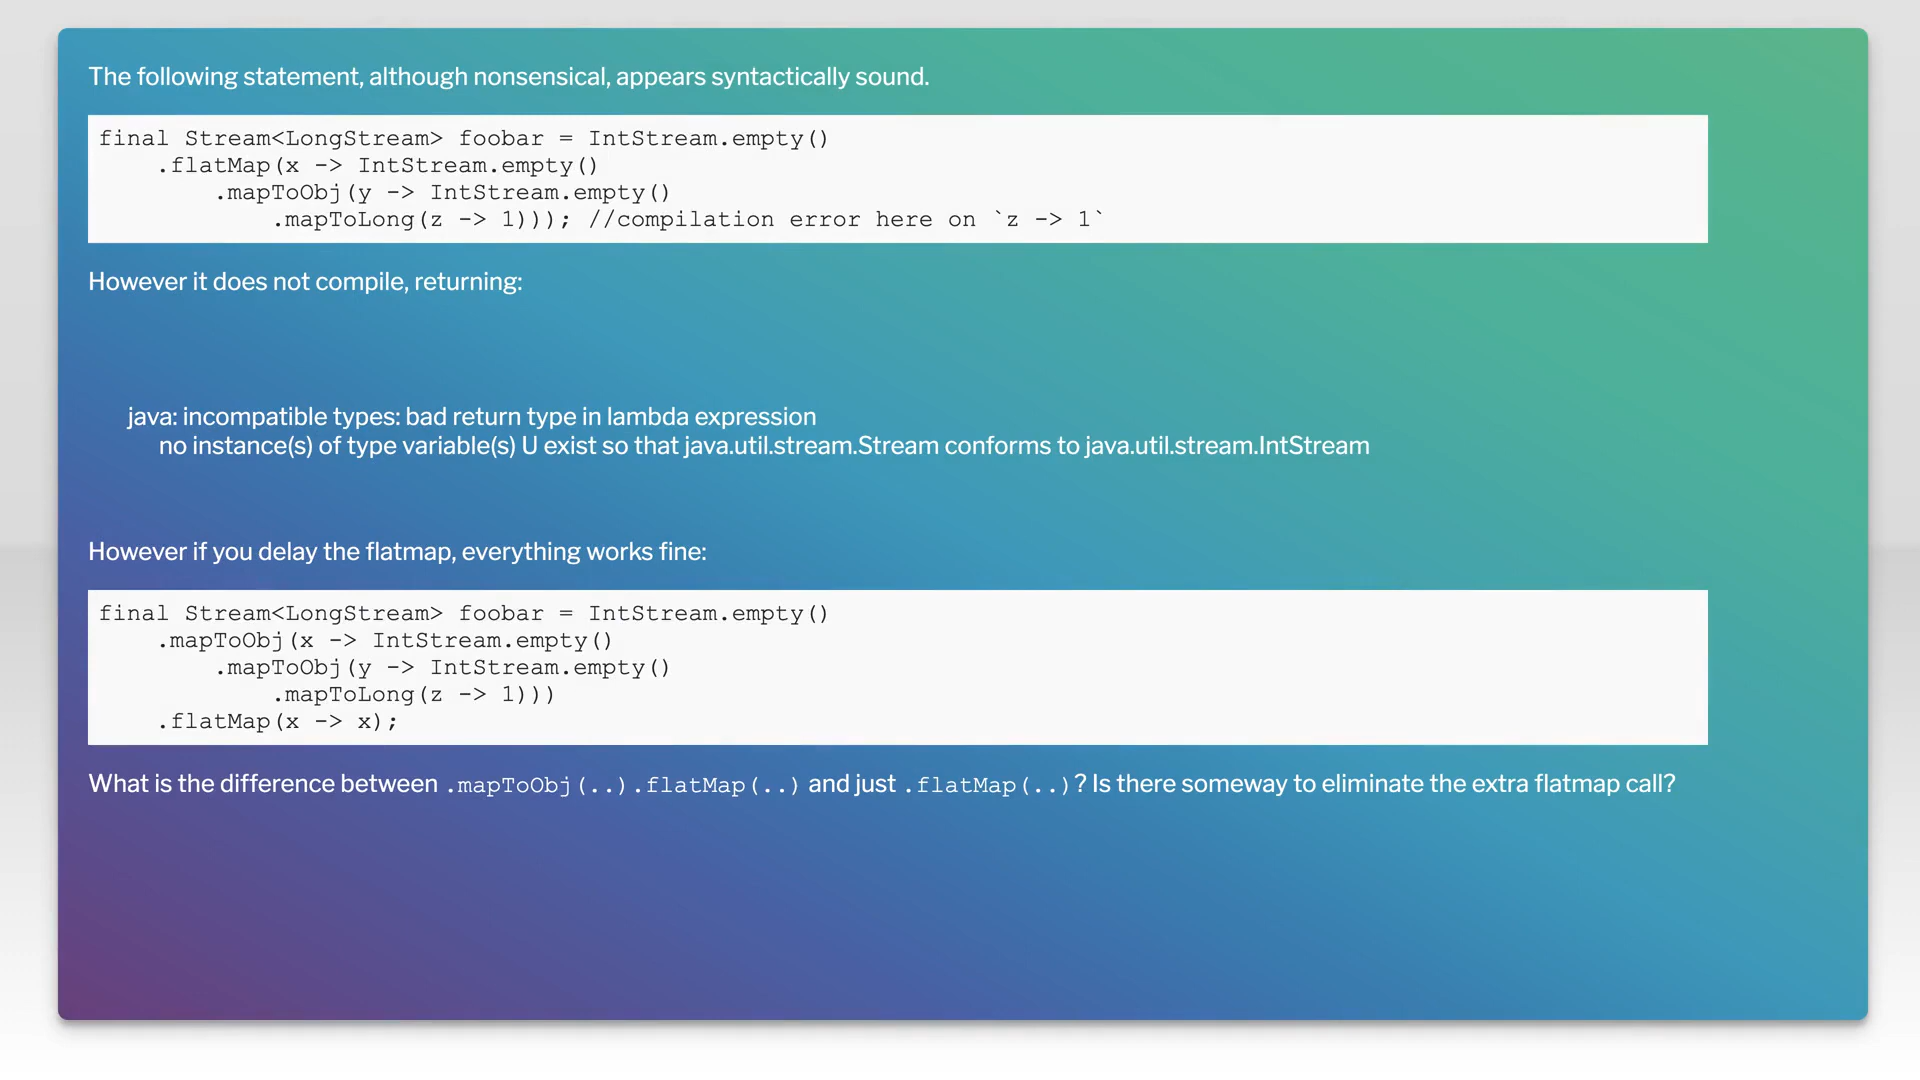 The following statement, although nonsensical, appears syntactically sound.
final Stream<LongStream> foobar = IntStream.empty()
    .flatMap(x -> IntStream.empty()
        .mapToObj(y -> IntStream.empty()
            .mapToLong(z -> 1))); //compilation error here on `z -> 1`
However it does not compile, returning:
java: incompatible types: bad return type in lambda expression
no instance(s) of type variable(s) U exist so that java.util.stream.Stream conforms to java.util.stream.IntStream
However if you delay the flatmap, everything works fine:
final Stream<LongStream> foobar = IntStream.empty()
    .mapToObj(x -> IntStream.empty()
        .mapToObj(y -> IntStream.empty()
            .mapToLong(z -> 1)))
    .flatMap(x -> x);
What is the difference between .mapToObj(..).flatMap(..) and just .flatMap(..)? Is there someway to eliminate the extra flatmap call?